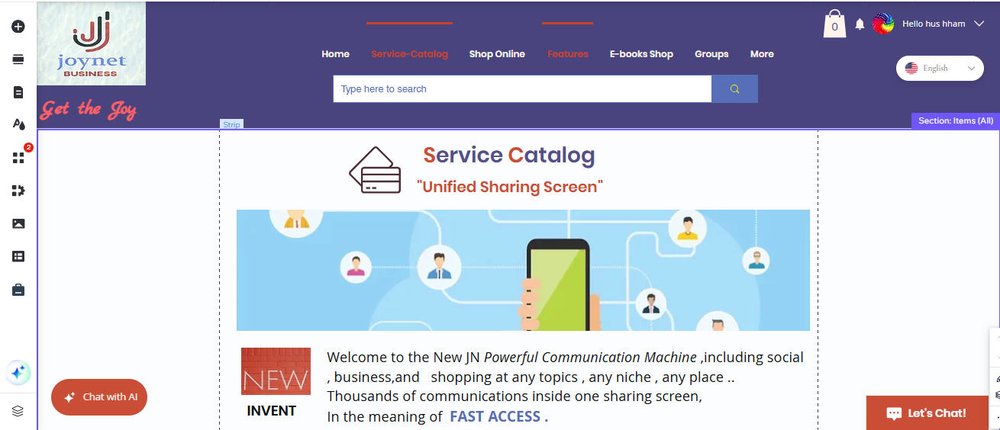 joynet
BUSINESS
Get the Joy
Home Service-Catalog Shop Online Features E-books Shop Groups More
0
Hello hus hham
English
Type here to search
Strip
Section: Items (All)
2
Service Catalog
"Unified Sharing Screen"
NEW
INVENT
Welcome to the New JN Powerful Communication Machine ,including social
, business,and shopping at any topics , any niche , any place ..
Thousands of communications inside one sharing screen,
In the meaning of FAST ACCESS .
Chat with AI
Let's Chat!